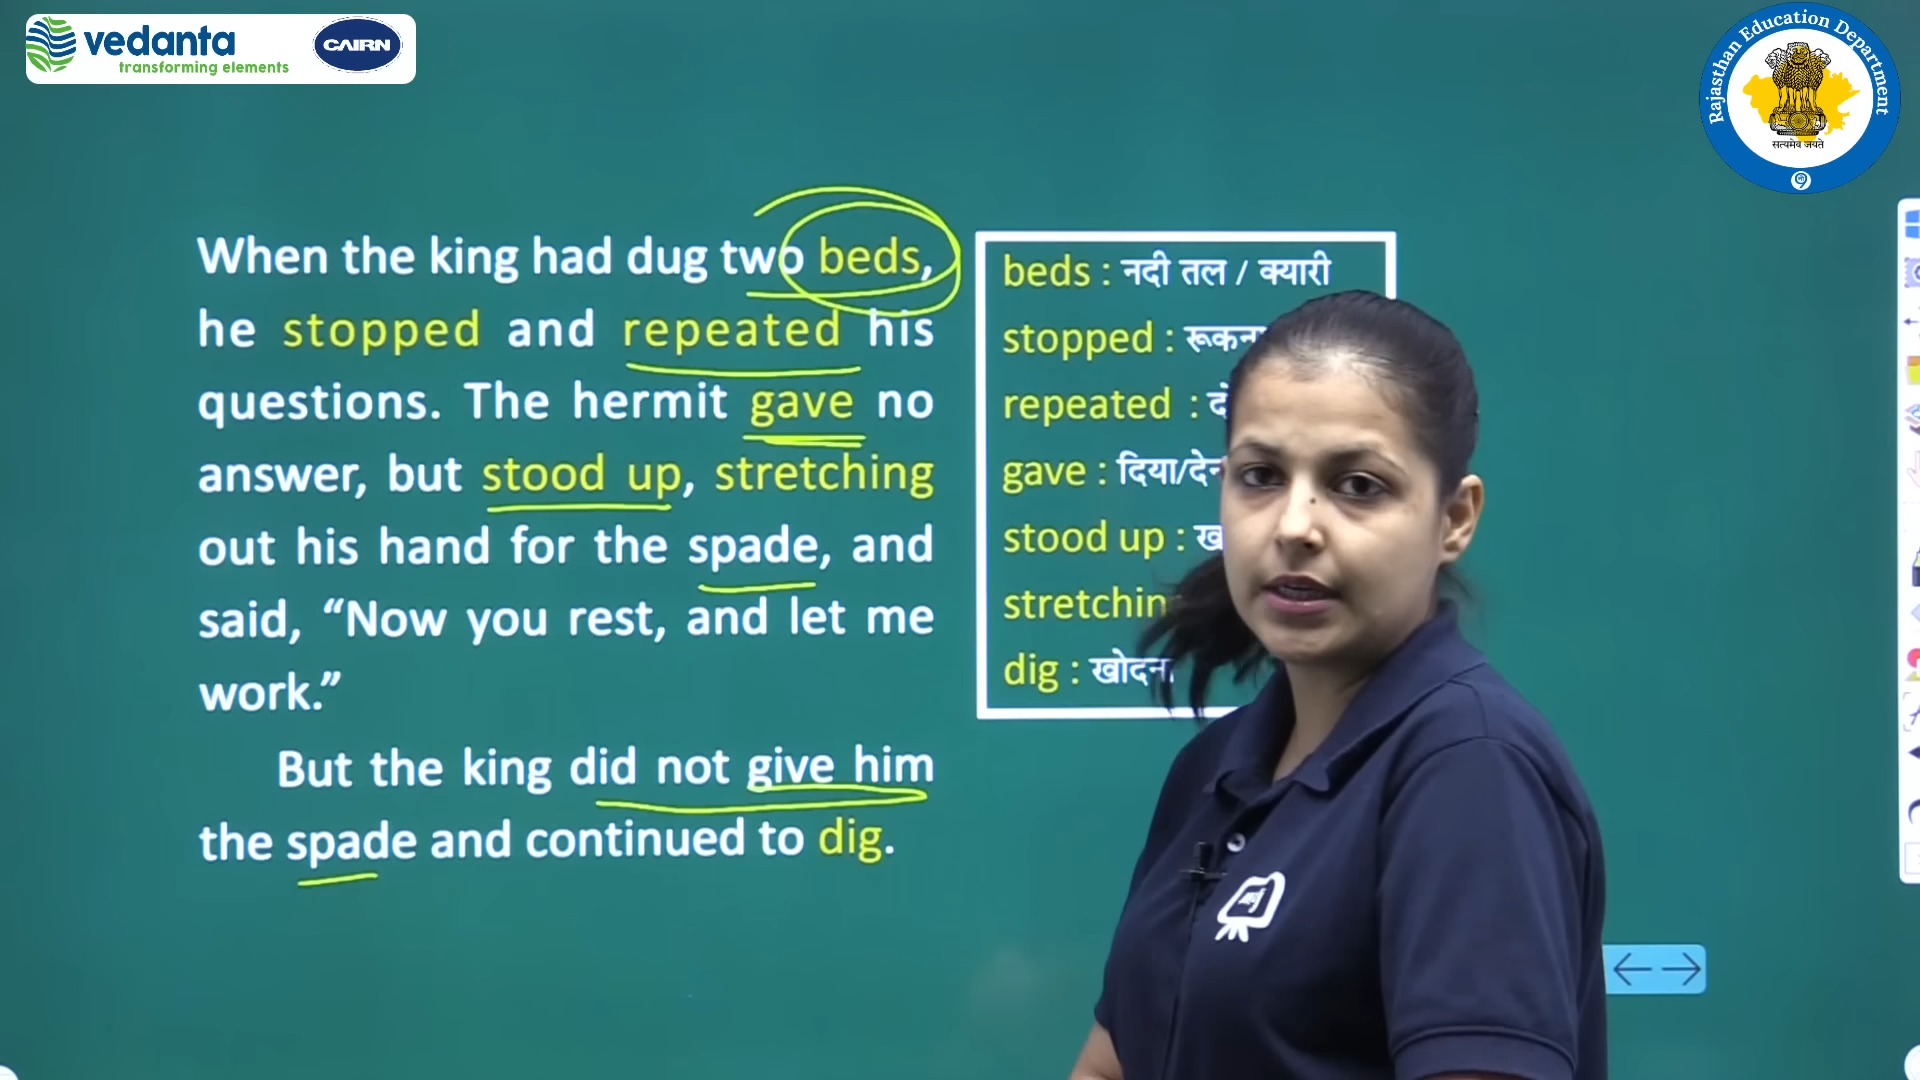 vedanta
transforming elements
CAIRN
Rajasthan Education Department
सत्यमेव जयते
When the king had dug two beds,
he stopped and repeated his
questions. The hermit gave no
answer, but stood up, stretching
out his hand for the spade, and
said, “Now you rest, and let me
work.”
But the king did not give him
the spade and continued to dig.
beds : नदी तल / क्यारी
stopped :
repeated :
gave : दिया/
stood up :
dig : खोदना